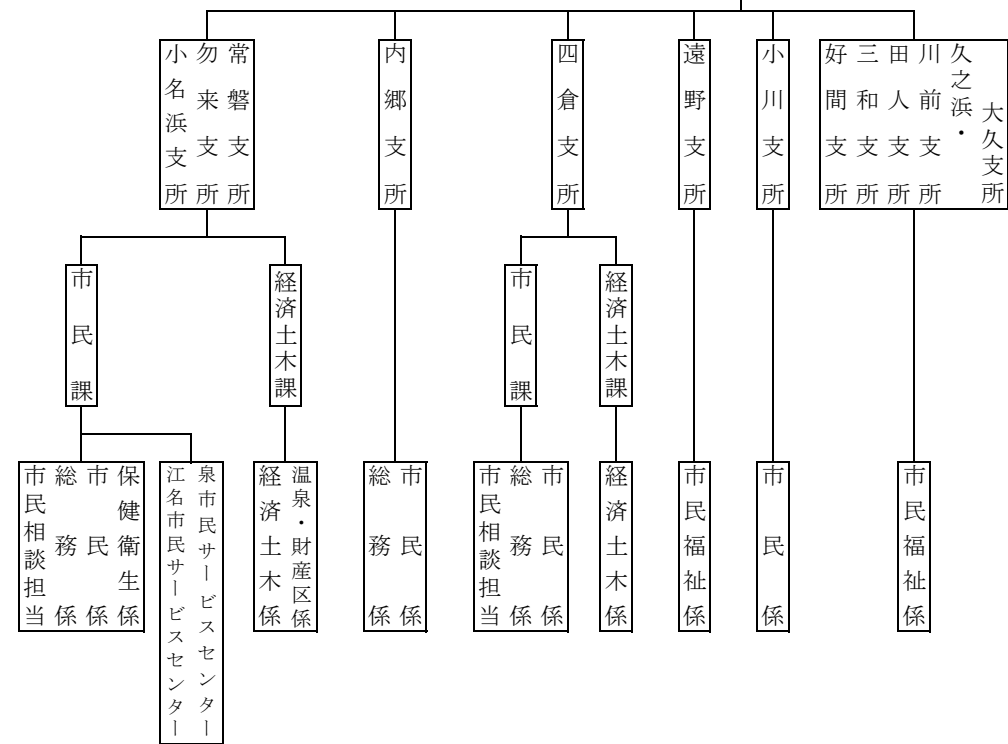 小名浜支所
勿来支所
常磐支所
内郷支所
四倉支所
遠野支所
小川支所
好間支所
三和支所
田人支所
川前支所
久之浜・
大久支所
市民課
経済土木課
市民課
経済土木課
市民相談担当
総務係
市民係
保健衛生係
江名市民サービスセンター
泉市民サービスセンター
経済土木係
温泉・財産区係
総務係
市民係
市民相談担当
総務係
市民係
経済土木係
市民福祉係
市民係
市民福祉係